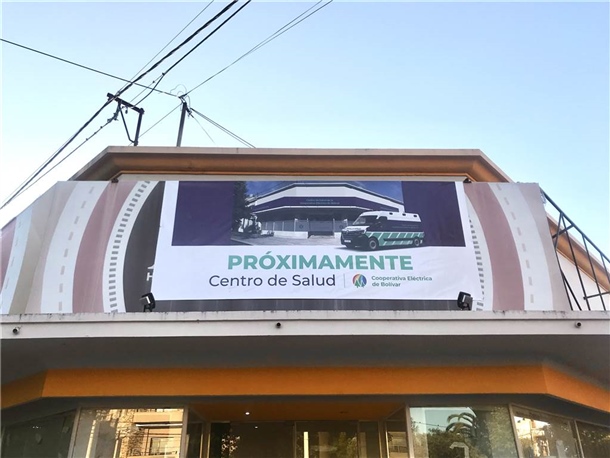 PRÓXIMAMENTE
Centro de Salud
Cooperativa Eléctrica
de Bolívar